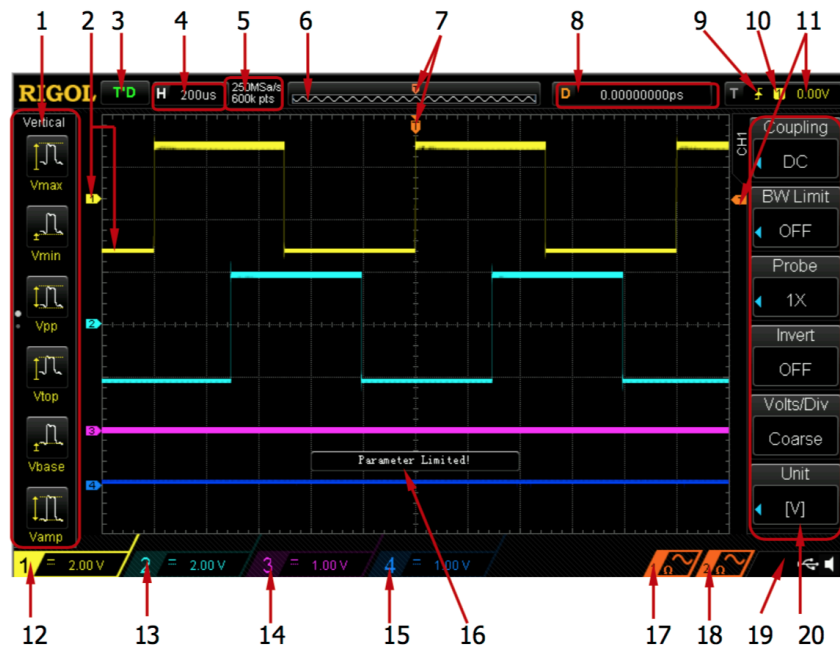 1 2 3 4 5 6 7 8 9 10 11
RIGOL T'D H 200us 250MSa/s D 0.00000000ps T 1 0.00V
600k pts
T
T
Vertical
Vmax
Vmin
Vpp
Vtop
Vbase
Vamp
1
2
3
4
T
Parameter Limited!
CH1
Coupling
DC
BW Limit
OFF
Probe
1X
Invert
OFF
Volts/Div
Coarse
Unit
[V]
1 = 2.00 V 2 = 2.00 V 3 = 1.00 V 4 = 1.00 V 1 Ω 2 Ω
12 13 14 15 16 17 18 19 20